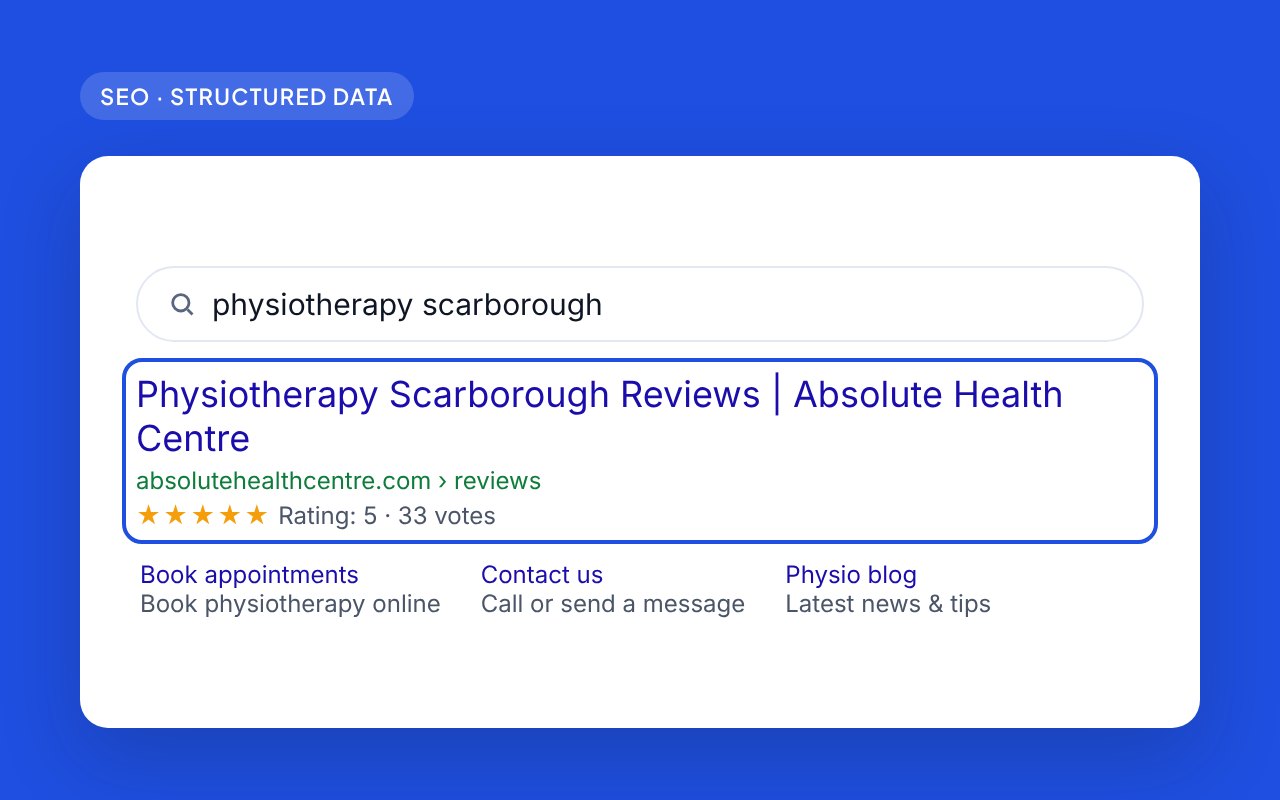 SEO · STRUCTURED DATA
physiotherapy scarborough
Physiotherapy Scarborough Reviews | Absolute Health
Centre
absolutehealthcentre.com › reviews
★★★★★ Rating: 5 · 33 votes
Book appointments
Book physiotherapy online
Contact us
Call or send a message
Physio blog
Latest news & tips